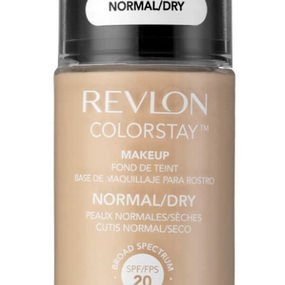 NORMAL/DRY
REVLON
COLORSTAY™
MAKEUP
FOND DE TEINT
BASE DE MAQUILLAJE PARA ROSTRO
NORMAL/DRY
PEAUX NORMALES/SÈCHES
CUTIS NORMAL/SECO
BROAD SPECTRUM
SPF/FPS
20